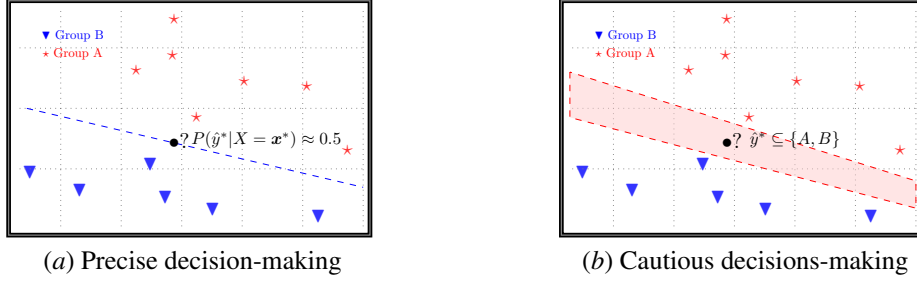 Group B
Group A
? P(ŷ*|X = x*) ≈ 0.5
(a) Precise decision-making
Group B
Group A
? ŷ* ⊆ {A, B}
(b) Cautious decisions-making